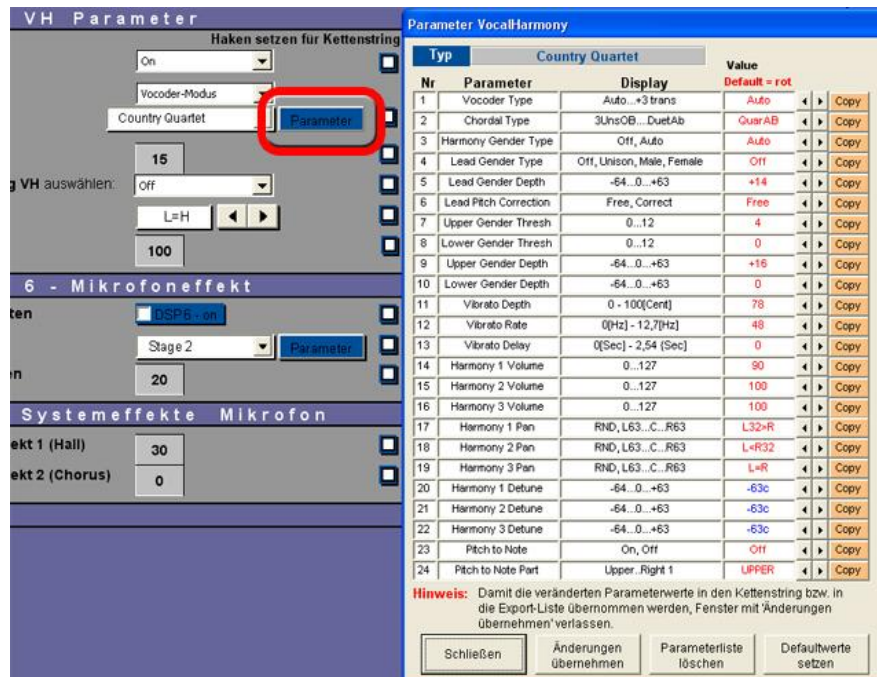 VH Parameter
Haken setzen für Kettenstring
On
Vocoder-Modus
Country Quartet
Parameter
15
g VH auswählen:
Off
L=H
100
6 - Mikrofoneffekt
ten
DSP6 - on
Stage 2
Parameter
n
20
Systemeffekte Mikrofon
ekt 1 (Hall)
30
ekt 2 (Chorus)
0
Parameter VocalHarmony
Typ Country Quartet
Value
Nr Parameter Display Default = rot
1 Vocoder Type Auto...+3 trans Auto Copy
2 Chordal Type 3UnsOB...DuetAb QuarAB Copy
3 Harmony Gender Type Off, Auto Auto Copy
4 Lead Gender Type Off, Unison, Male, Female Off Copy
5 Lead Gender Depth -64...0...+63 +14 Copy
6 Lead Pitch Correction Free, Correct Free Copy
7 Upper Gender Thresh 0...12 4 Copy
8 Lower Gender Thresh 0...12 0 Copy
9 Upper Gender Depth -64...0...+63 +16 Copy
10 Lower Gender Depth -64...0...+63 0 Copy
11 Vibrato Depth 0 - 100[Cent] 78 Copy
12 Vibrato Rate 0[Hz] - 12,7[Hz] 48 Copy
13 Vibrato Delay 0[Sec] - 2,54 {Sec] 0 Copy
14 Harmony 1 Volume 0...127 90 Copy
15 Harmony 2 Volume 0...127 100 Copy
16 Harmony 3 Volume 0...127 100 Copy
17 Harmony 1 Pan RND, L63...C...R63 L32>R Copy
18 Harmony 2 Pan RND, L63...C...R63 L<R32 Copy
19 Harmony 3 Pan RND, L63...C...R63 L=R Copy
20 Harmony 1 Detune -64...0...+63 -63c Copy
21 Harmony 2 Detune -64...0...+63 -63c Copy
22 Harmony 3 Detune -64...0...+63 -63c Copy
23 Pitch to Note On, Off Off Copy
24 Pitch to Note Part Upper..Right 1 UPPER Copy
Hinweis: Damit die veränderten Parameterwerte in den Kettenstring bzw. in
die Export-Liste übernommen werden, Fenster mit 'Änderungen
übernehmen' verlassen.
Schließen
Änderungen
übernehmen
Parameterliste
löschen
Defaultwerte
setzen